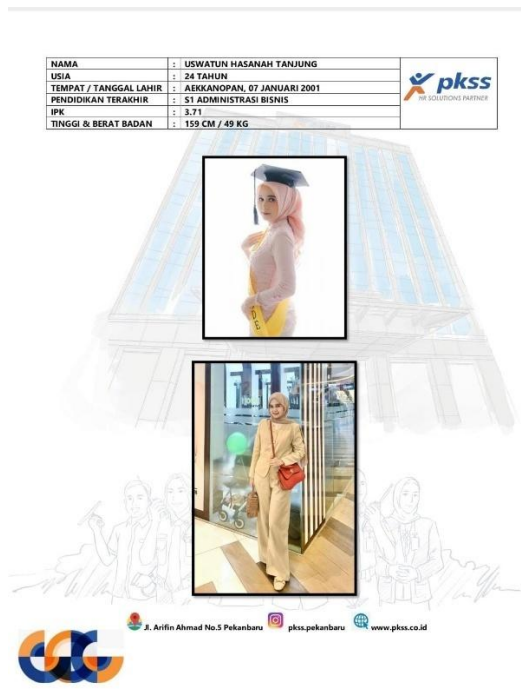 NAMA : USWATUN HASANAH TANJUNG
USIA : 24 TAHUN
TEMPAT / TANGGAL LAHIR : AEKKANOPAN, 07 JANUARI 2001
PENDIDIKAN TERAKHIR : S1 ADMINISTRASI BISNIS
IPK : 3.71
TINGGI & BERAT BADAN : 159 CM / 49 KG
pkss
HR SOLUTIONS PARTNER
Jl. Arifin Ahmad No.5 Pekanbaru pkss.pekanbaru www.pkss.co.id